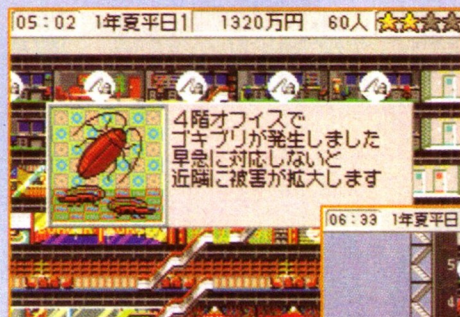 05:02 1年夏平日1 1320万円 60人
4階オフィスで
ゴキブリが発生しました
早急に対応しないと
近隣に被害が拡大します
06:33 1年夏平日
5
4